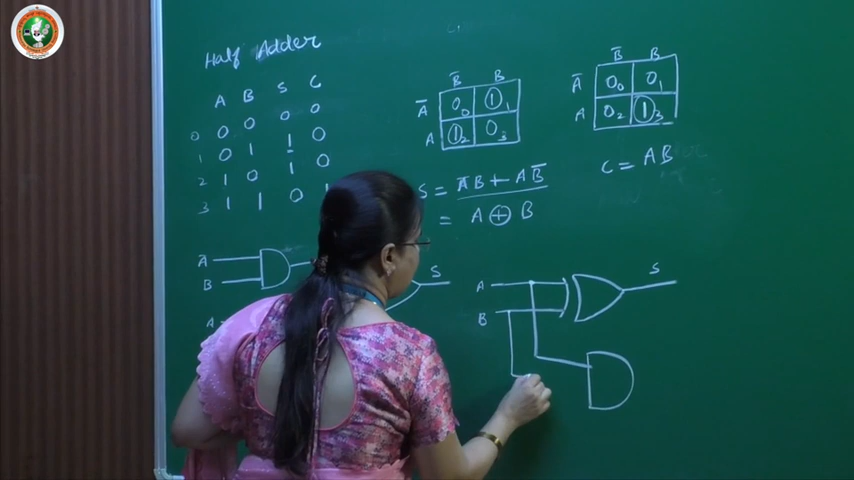 Half Adder
A B S C
0 0 0 0 0
1 0 1 1 0
2 1 0 1 0
3 1 1 0 1
B̅ B
A̅ 0₀ 1₁
A 1₂ 0₃
B̅ B
A̅ 0₀ 0₁
A 0₂ 1₃
S = A̅B + AB̅
= A ⊕ B
C = AB
A̅
B
A
S
A
B
S